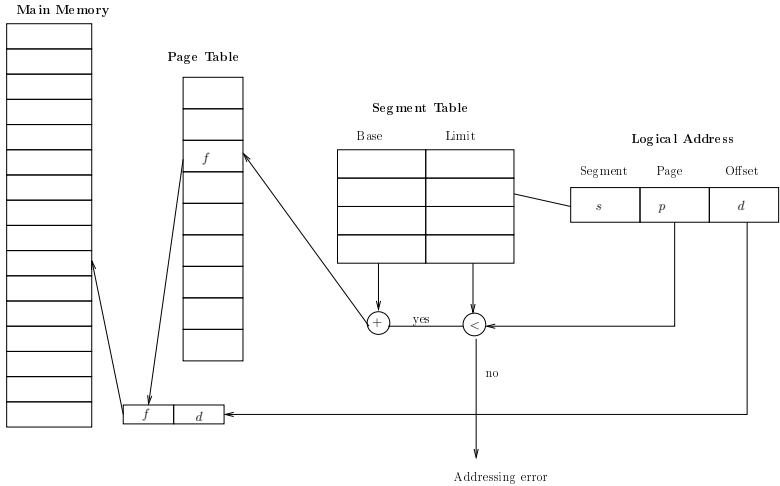 Main Memory
Page Table
Segment Table
Base Limit
Logical Address
Segment Page Offset
s p d
f
+ yes <
no
f d
Addressing error